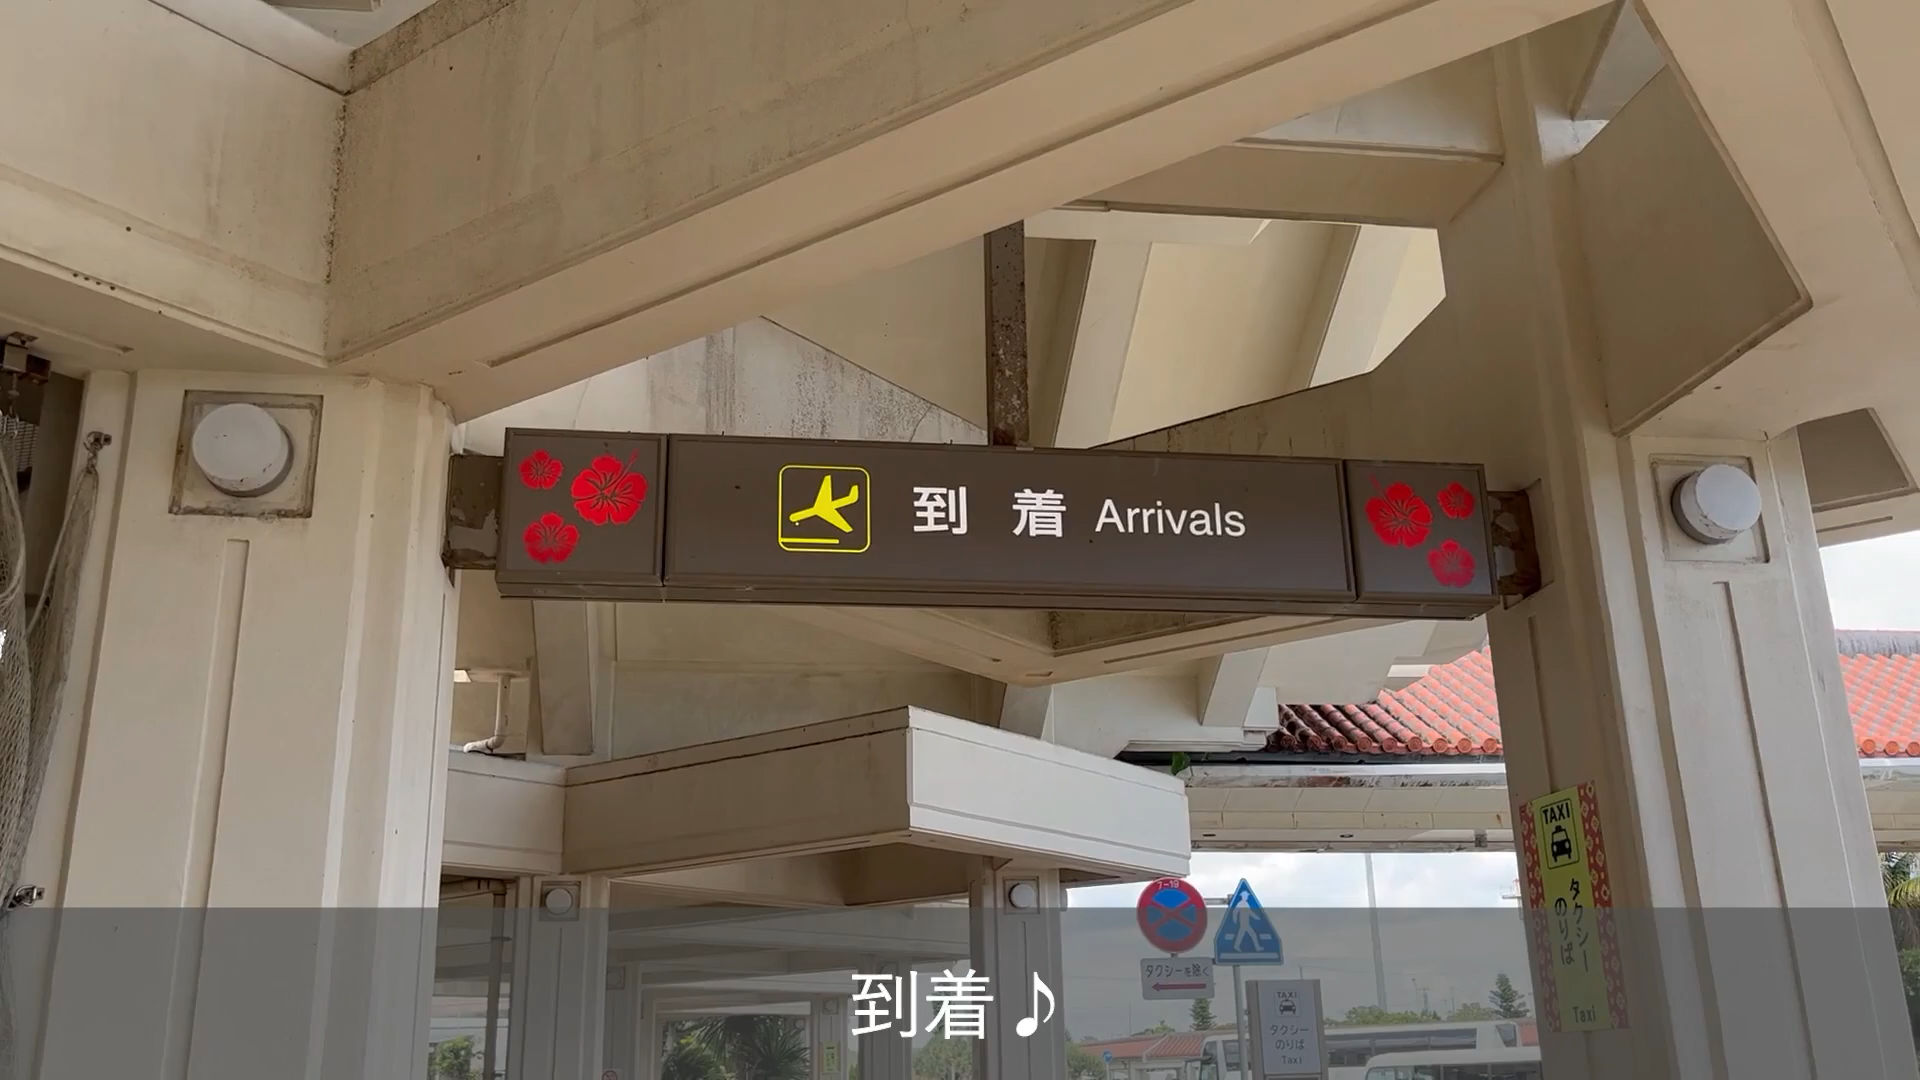 到着 Arrivals
TAXI
タクシー
のりば
Taxi
7-19
タクシーを除く
TAXI
タクシー
のりば
Taxi
到着♪